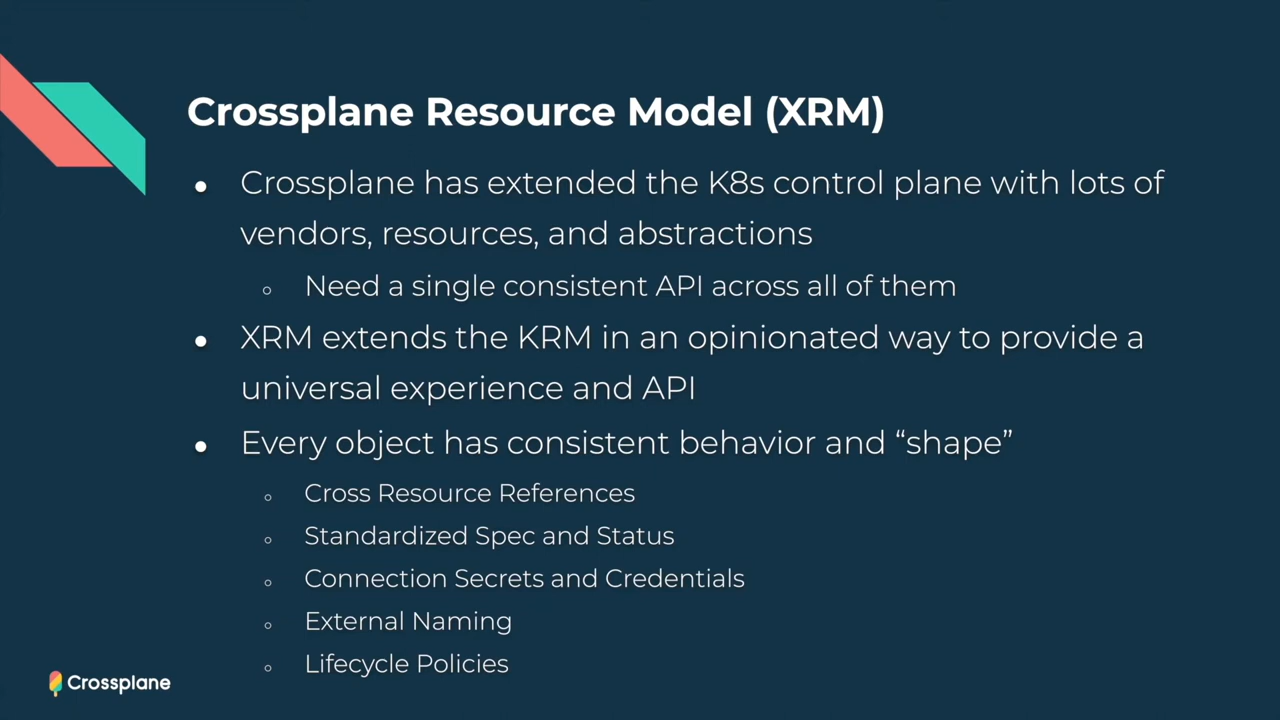 Crossplane Resource Model (XRM)
● Crossplane has extended the K8s control plane with lots of
vendors, resources, and abstractions
○ Need a single consistent API across all of them
● XRM extends the KRM in an opinionated way to provide a
universal experience and API
● Every object has consistent behavior and “shape”
○ Cross Resource References
○ Standardized Spec and Status
○ Connection Secrets and Credentials
○ External Naming
○ Lifecycle Policies
Crossplane